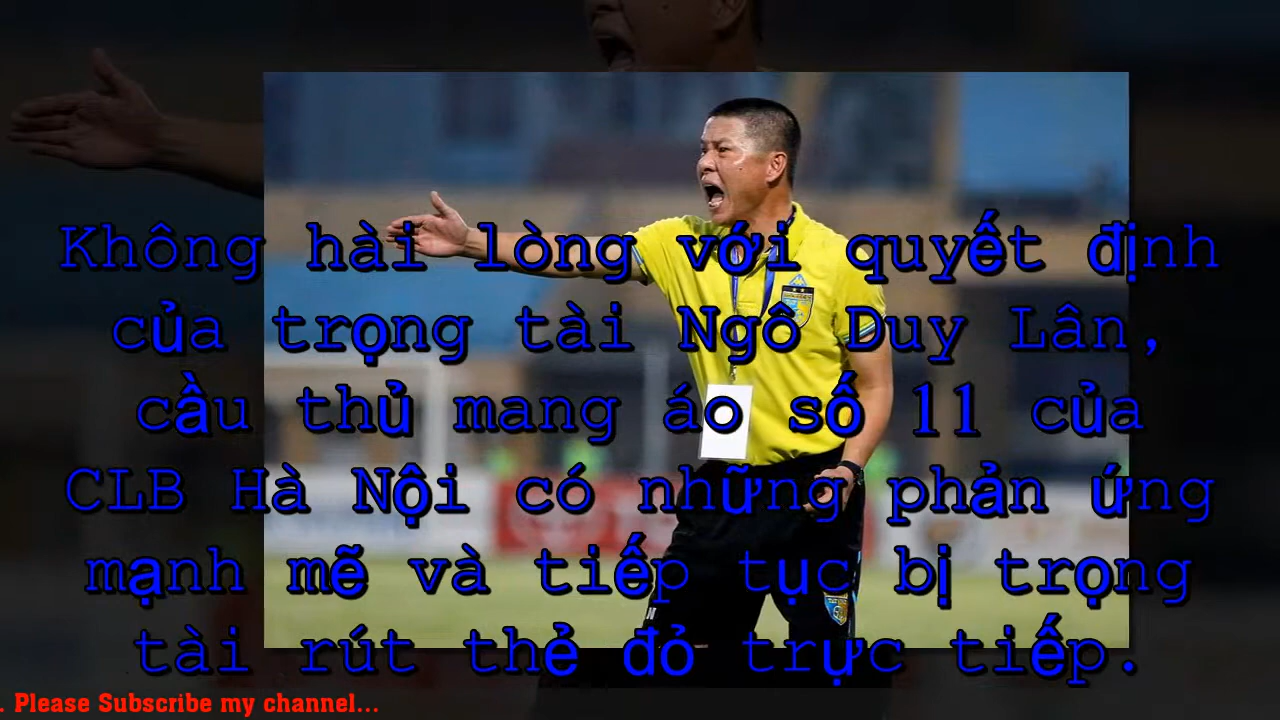 Không hài lòng với quyết định
của trọng tài Ngô Duy Lân,
cầu thủ mang áo số 11 của
CLB Hà Nội có những phản ứng
mạnh mẽ và tiếp tục bị trọng
tài rút thẻ đỏ trực tiếp.
. Please Subscribe my channel...